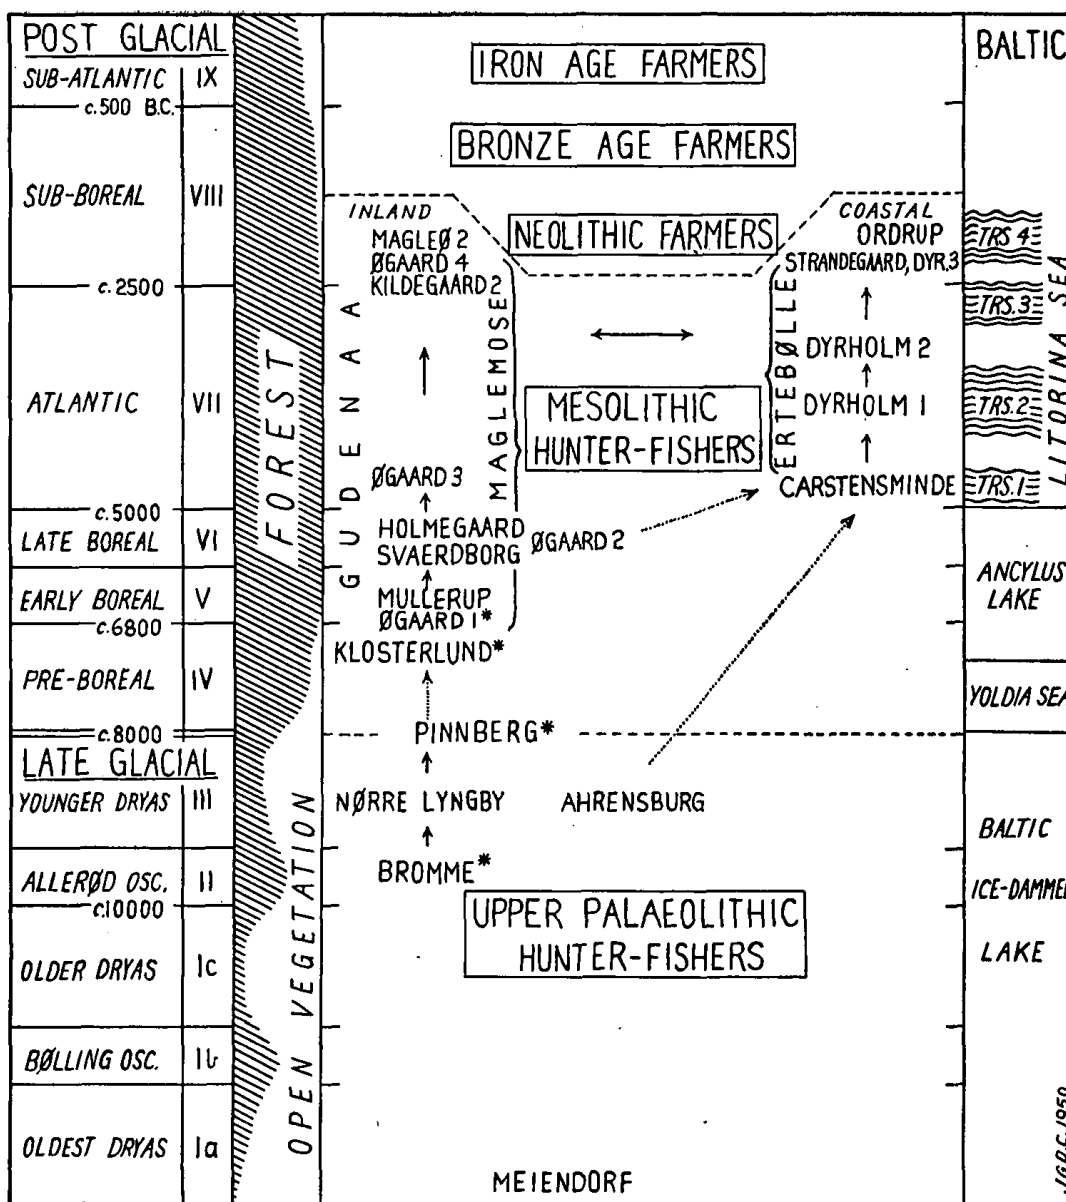 POST GLACIAL
SUB-ATLANTIC IX
c.500 B.C.
SUB-BOREAL VIII
c.2500
ATLANTIC VII
c.5000
LATE BOREAL VI
EARLY BOREAL V
c.6800
PRE-BOREAL IV
c.8000
LATE GLACIAL
YOUNGER DRYAS III
ALLERØD OSC. II
c.10000
OLDER DRYAS Ic
BØLLING OSC. Ib
OLDEST DRYAS Ia
FOREST
OPEN VEGETATION
IRON AGE FARMERS
BRONZE AGE FARMERS
NEOLITHIC FARMERS
INLAND
MAGLEØ 2
ØGAARD 4
KILDEGAARD 2
GUDENAA
MAGLEMOSE
ØGAARD 3
HOLMEGAARD
SVAERDBORG
ØGAARD 2
MULLERUP
ØGAARD 1*
KLOSTERLUND*
PINNBERG*
NØRRE LYNGBY
AHRENSBURG
BROMME*
MESOLITHIC
HUNTER-FISHERS
UPPER PALAEOLITHIC
HUNTER-FISHERS
MEIENDORF
COASTAL
ORDRUP
STRANDEGAARD, DYR.3
ERTEBØLLE
DYRHOLM 2
DYRHOLM 1
CARSTENSMINDE
BALTIC
TRS 4
TRS.3
TRS.2
TRS.1
LITORINA SEA
ANCYLUS
LAKE
YOLDIA SEA
BALTIC
ICE-DAMMED
LAKE
J.G.D.C. 1950